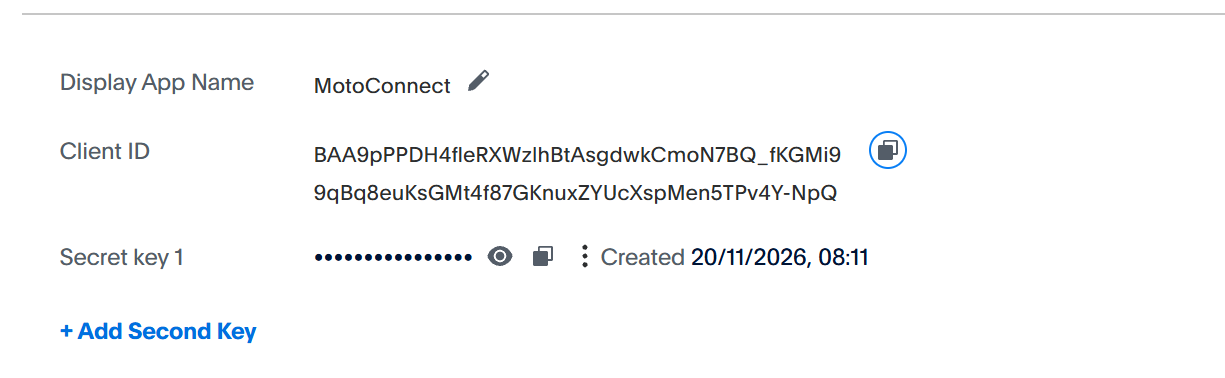 Display App Name MotoConnect
Client ID BAA9pPPDH4fleRXWzlhBtAsgdwkCmoN7BQ_fKGMi9
9qBq8euKsGMt4f87GKnuxZYUcXspMen5TPv4Y-NpQ
Secret key 1 •••••••••••••••• Created 20/11/2026, 08:11
+ Add Second Key